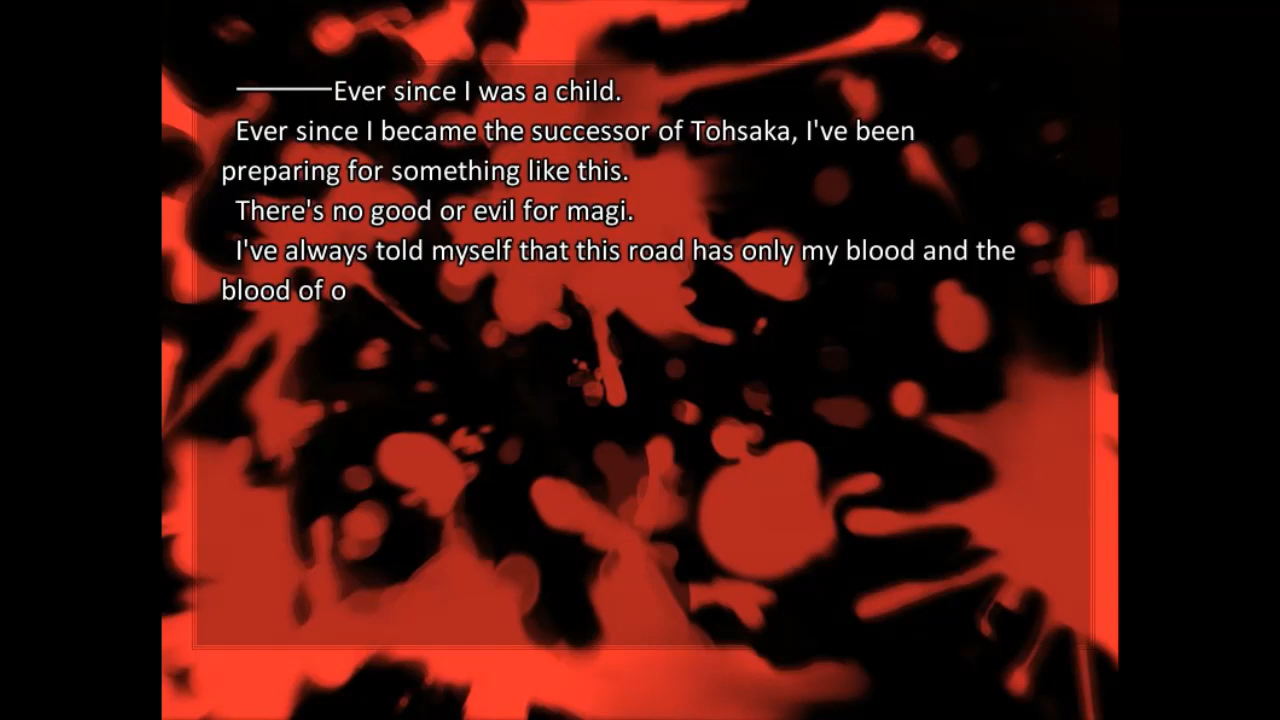 ————Ever since I was a child.
Ever since I became the successor of Tohsaka, I've been
preparing for something like this.
There's no good or evil for magi.
I've always told myself that this road has only my blood and the
blood of o